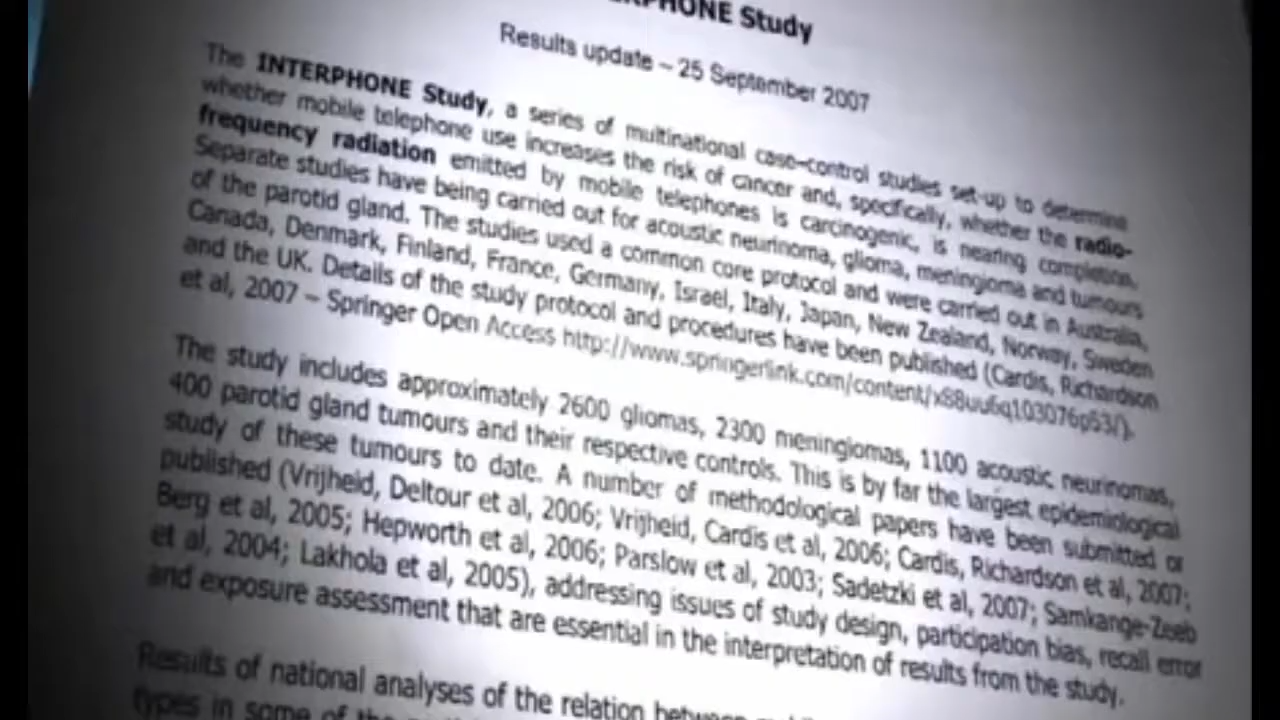 ERPHONE Study
Results update – 25 September 2007
The INTERPHONE Study, a series of multinational case-control studies set-up to determine
whether mobile telephone use increases the risk of cancer and, specifically, whether the radio-
frequency radiation emitted by mobile telephones is carcinogenic, is nearing completion.
Separate studies have being carried out for acoustic neurinoma, glioma, meningioma and tumours
of the parotid gland. The studies used a common core protocol and were carried out in Australia,
Canada, Denmark, Finland, France, Germany, Israel, Italy, Japan, New Zealand, Norway, Sweden
and the UK. Details of the study protocol and procedures have been published (Cardis, Richardson
et al, 2007 – Springer Open Access http://www.springerlink.com/content/x88uu6q103076p53/).
The study includes approximately 2600 gliomas, 2300 meningiomas, 1100 acoustic neurinomas,
400 parotid gland tumours and their respective controls. This is by far the largest epidemiological
study of these tumours to date. A number of methodological papers have been submitted or
published (Vrijheid, Deltour et al, 2006; Vrijheid, Cardis et al, 2006; Cardis, Richardson et al, 2007;
Berg et al, 2005; Hepworth et al, 2006; Parslow et al, 2003; Sadetzki et al, 2007; Samkange-Zeeb
et al, 2004; Lakhola et al, 2005), addressing issues of study design, participation bias, recall error
and exposure assessment that are essential in the interpretation of results from the study.
Results of national analyses of the relation between
types in some of the